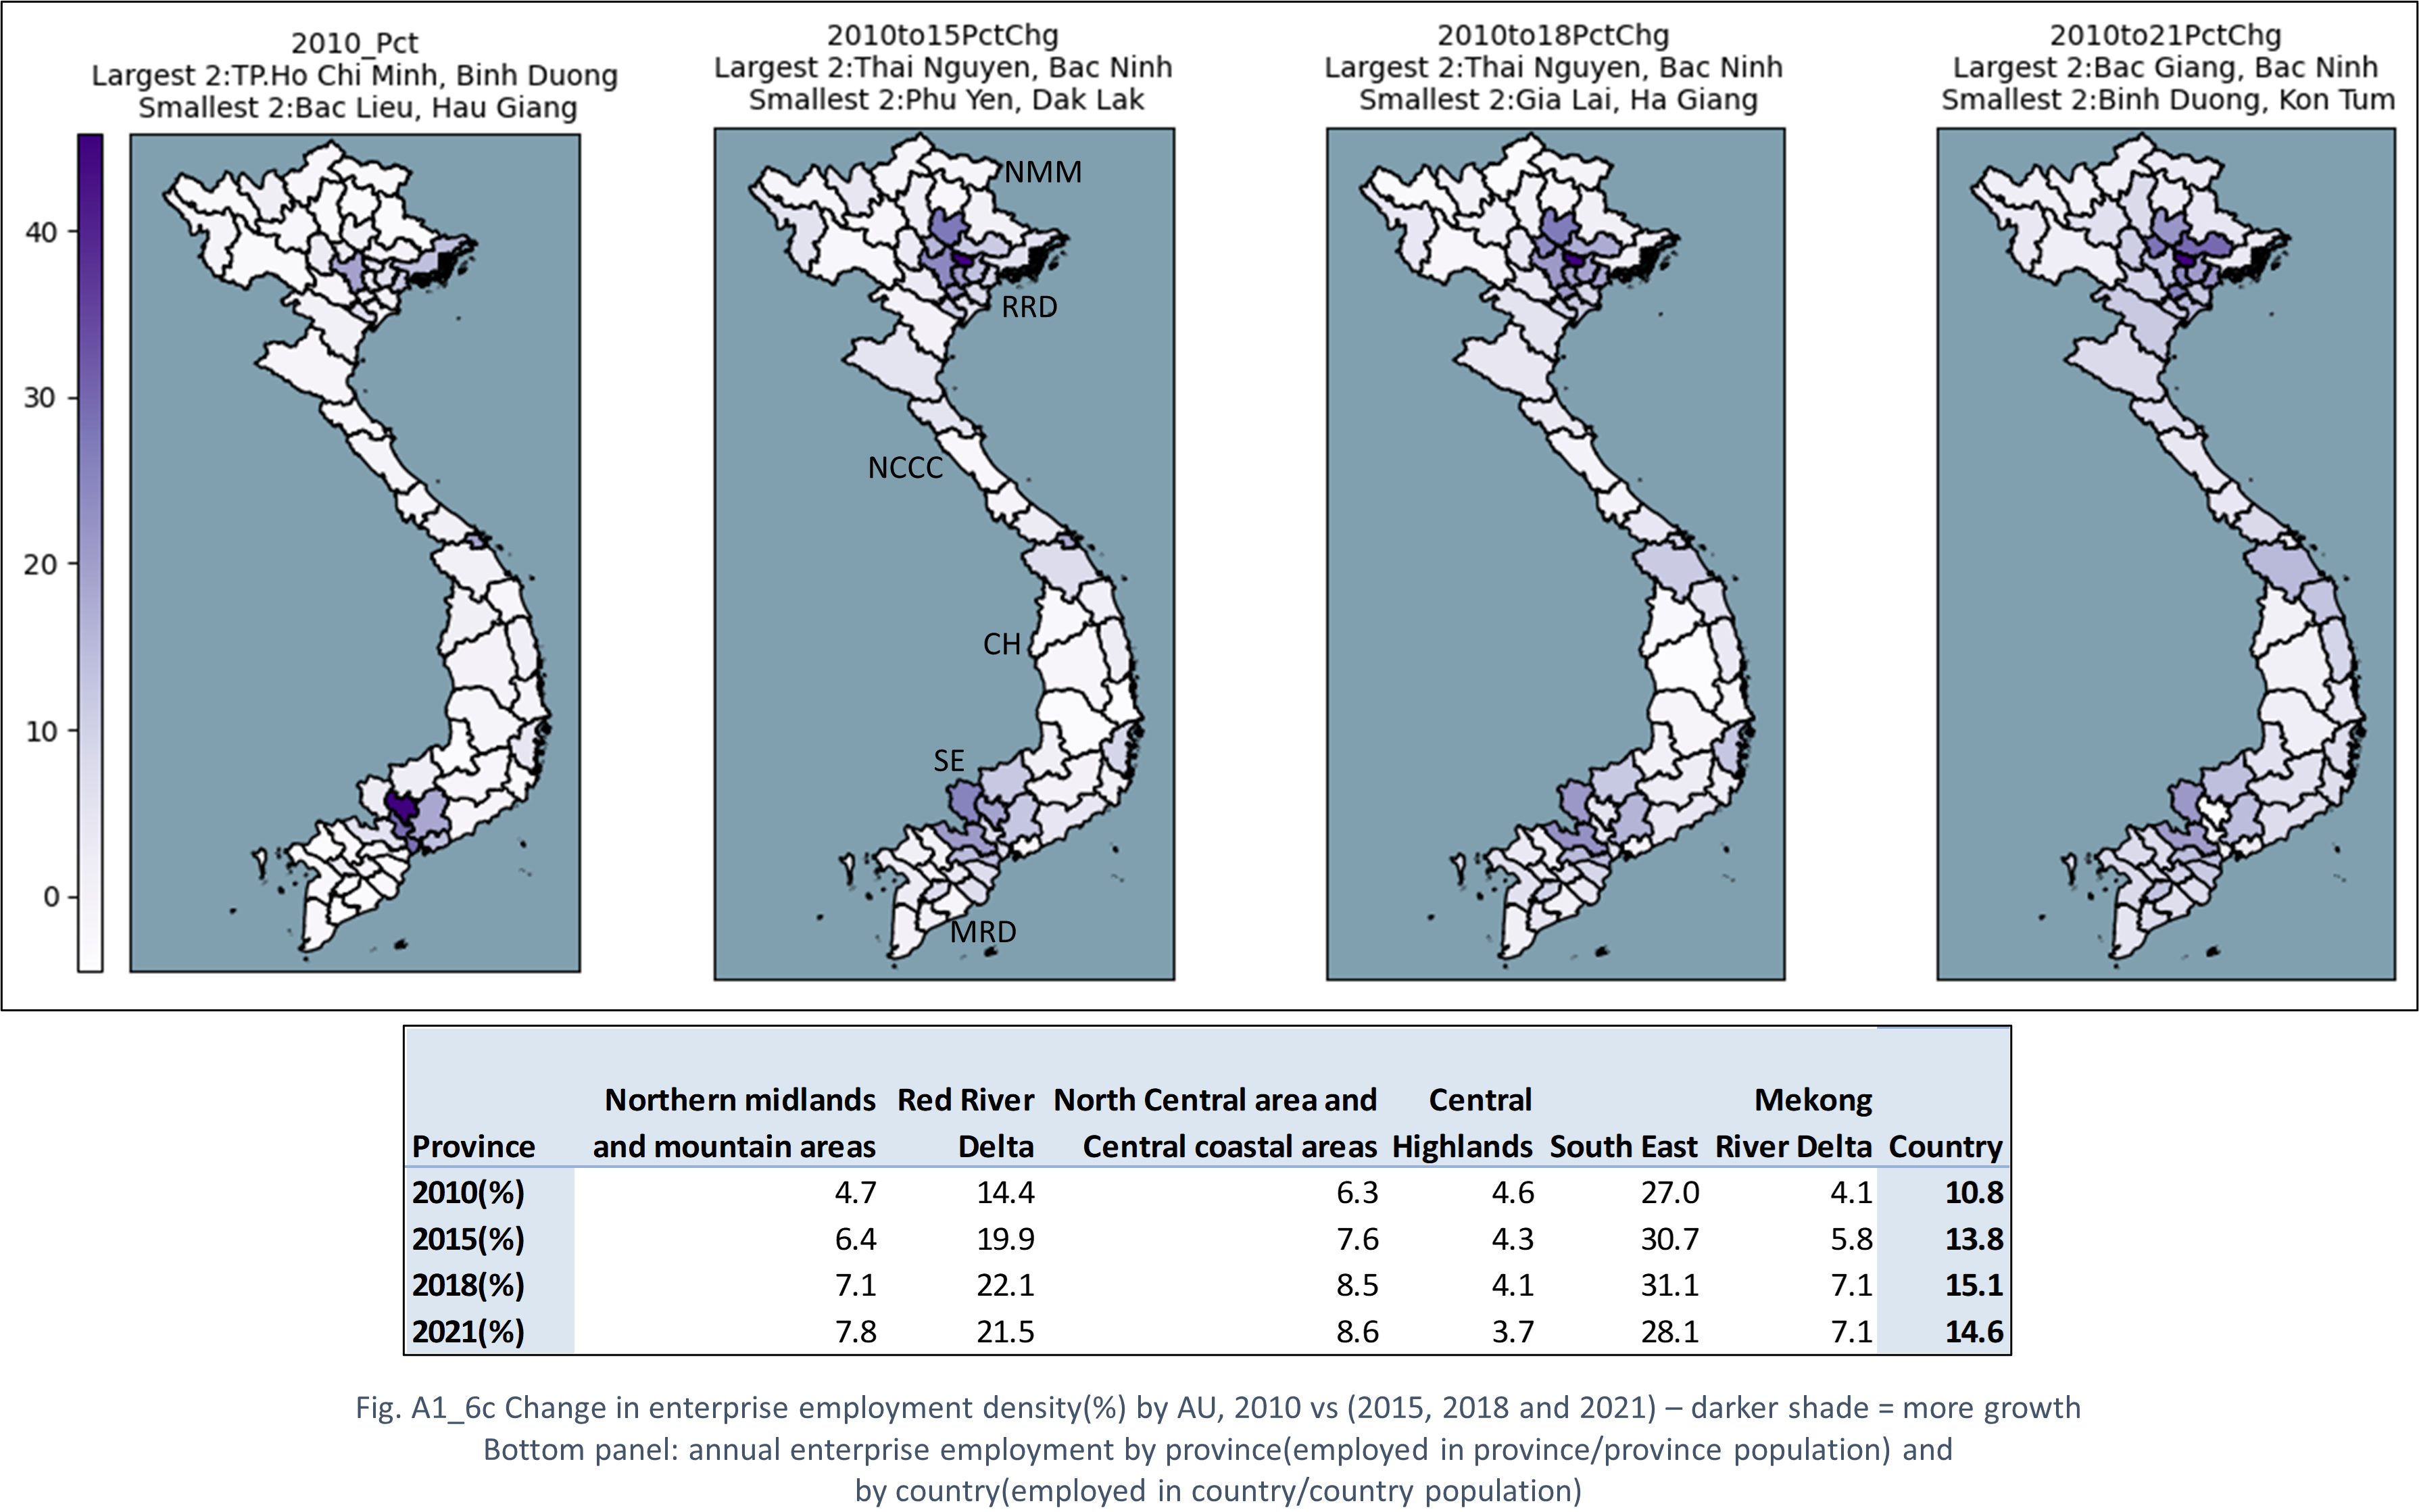 2010_Pct
Largest 2:TP.Ho Chi Minh, Binh Duong
Smallest 2:Bac Lieu, Hau Giang
2010to15PctChg
Largest 2:Thai Nguyen, Bac Ninh
Smallest 2:Phu Yen, Dak Lak
2010to18PctChg
Largest 2:Thai Nguyen, Bac Ninh
Smallest 2:Gia Lai, Ha Giang
2010to21PctChg
Largest 2:Bac Giang, Bac Ninh
Smallest 2:Binh Duong, Kon Tum
40
30
20
10
0
NMM
RRD
NCCC
CH
SE
MRD
Northern midlands Red River North Central area and Central Mekong
Province and mountain areas Delta Central coastal areas Highlands South East River Delta Country
2010(%) 4.7 14.4 6.3 4.6 27.0 4.1 10.8
2015(%) 6.4 19.9 7.6 4.3 30.7 5.8 13.8
2018(%) 7.1 22.1 8.5 4.1 31.1 7.1 15.1
2021(%) 7.8 21.5 8.6 3.7 28.1 7.1 14.6
Fig. A1_6c Change in enterprise employment density(%) by AU, 2010 vs (2015, 2018 and 2021) – darker shade = more growth
Bottom panel: annual enterprise employment by province(employed in province/province population) and
by country(employed in country/country population)